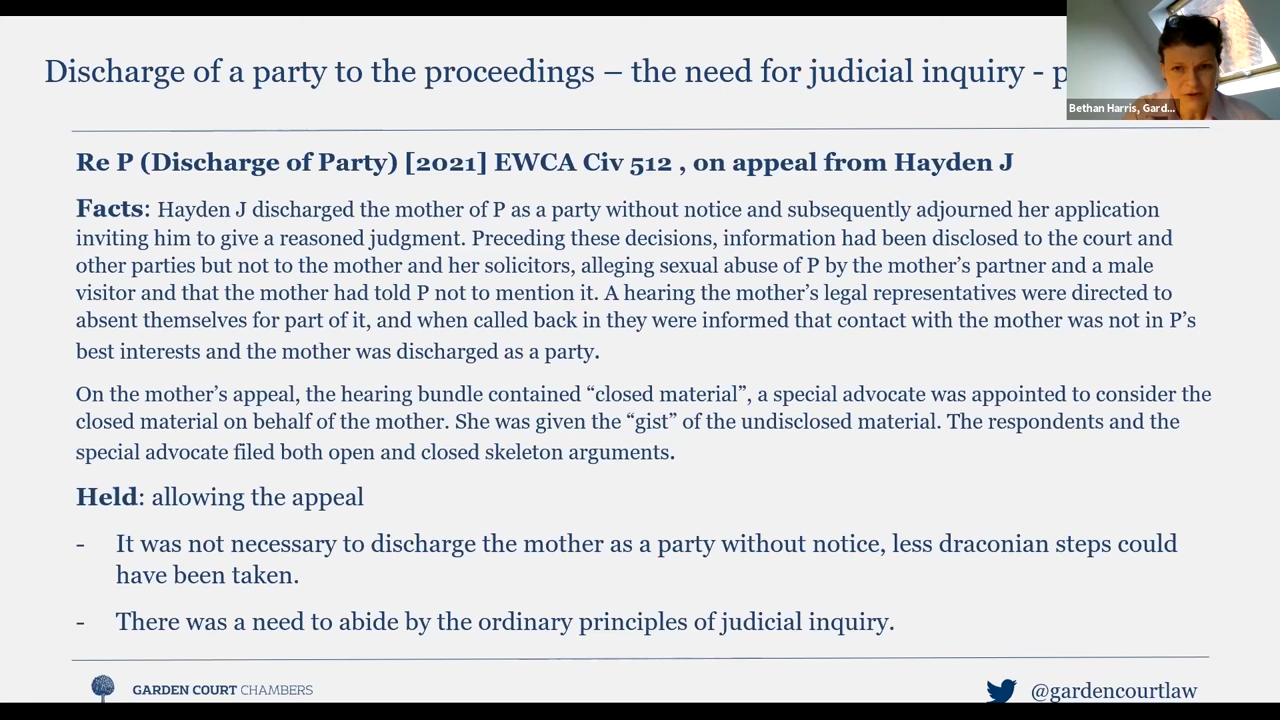 Discharge of a party to the proceedings – the need for judicial inquiry - p
Bethan Harris, Gard...
Re P (Discharge of Party) [2021] EWCA Civ 512 , on appeal from Hayden J
Facts: Hayden J discharged the mother of P as a party without notice and subsequently adjourned her application
inviting him to give a reasoned judgment. Preceding these decisions, information had been disclosed to the court and
other parties but not to the mother and her solicitors, alleging sexual abuse of P by the mother's partner and a male
visitor and that the mother had told P not to mention it. A hearing the mother's legal representatives were directed to
absent themselves for part of it, and when called back in they were informed that contact with the mother was not in P's
best interests and the mother was discharged as a party.
On the mother's appeal, the hearing bundle contained "closed material", a special advocate was appointed to consider the
closed material on behalf of the mother. She was given the "gist" of the undisclosed material. The respondents and the
special advocate filed both open and closed skeleton arguments.
Held: allowing the appeal
- It was not necessary to discharge the mother as a party without notice, less draconian steps could
have been taken.
- There was a need to abide by the ordinary principles of judicial inquiry.
GARDEN COURT CHAMBERS
@gardencourtlaw